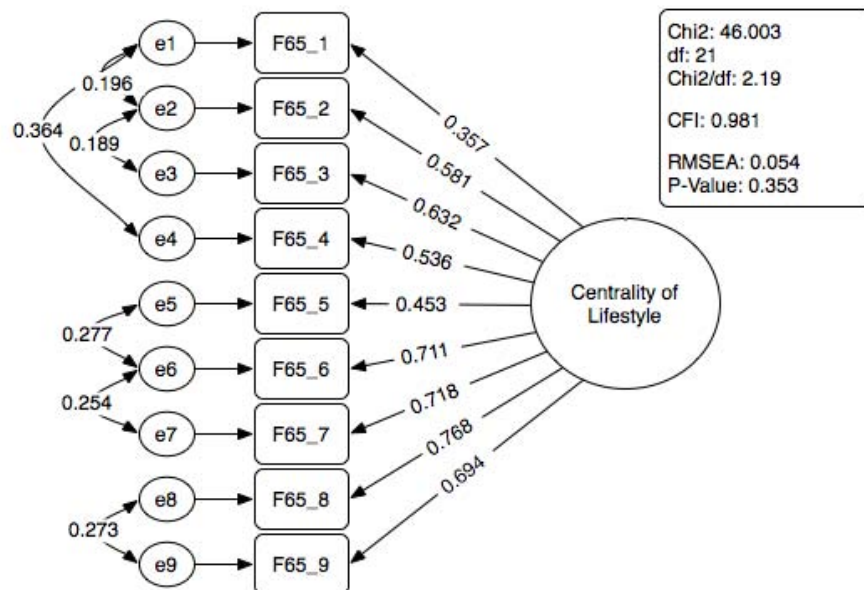 e1
F65_1
0.196
e2
F65_2
0.364
0.189
e3
F65_3
e4
F65_4
e5
F65_5
0.277
e6
F65_6
0.254
e7
F65_7
e8
F65_8
0.273
e9
F65_9
0.357
0.581
0.632
0.536
0.453
0.711
0.718
0.768
0.694
Centrality of
Lifestyle
Chi2: 46.003
df: 21
Chi2/df: 2.19
CFI: 0.981
RMSEA: 0.054
P-Value: 0.353